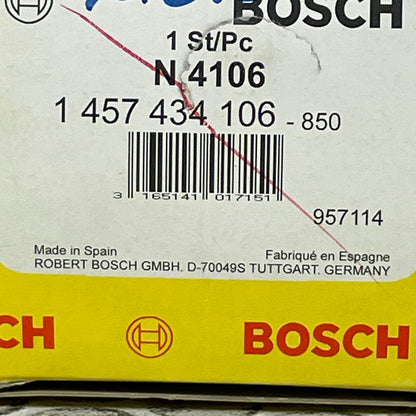 BOSCH
1 St/Pc
N 4106
1 457 434 106 - 850
3 165141 017151
957114
Made in Spain Fabriqué en Espagne
ROBERT BOSCH GMBH. D-70049S TUTTGART. GERMANY
CH BOSCH